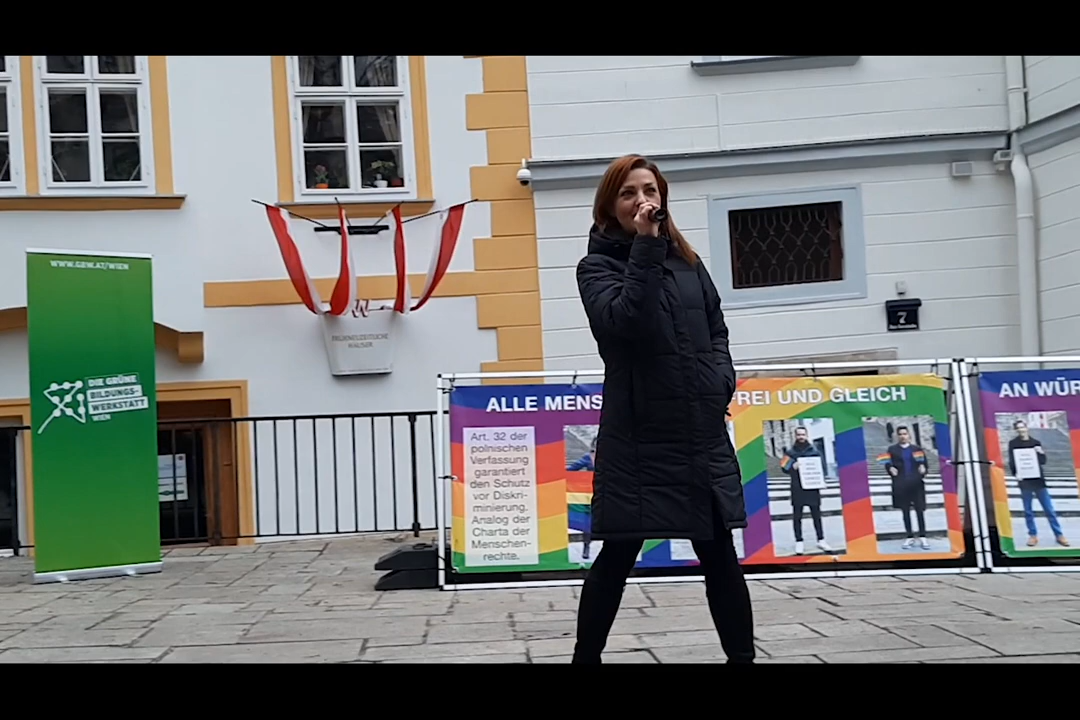 WWW.GBW.AT/WIEN
DIE GRÜNE
BILDUNGS-
WERKSTATT
WIEN
7
ALLE MENS
FREI UND GLEICH
AN WÜR
Art. 32 der
polnischen
Verfassung
garantiert
den Schutz
vor Diskri-
minierung.
Analog der
Charta der
Menschen-
rechte.